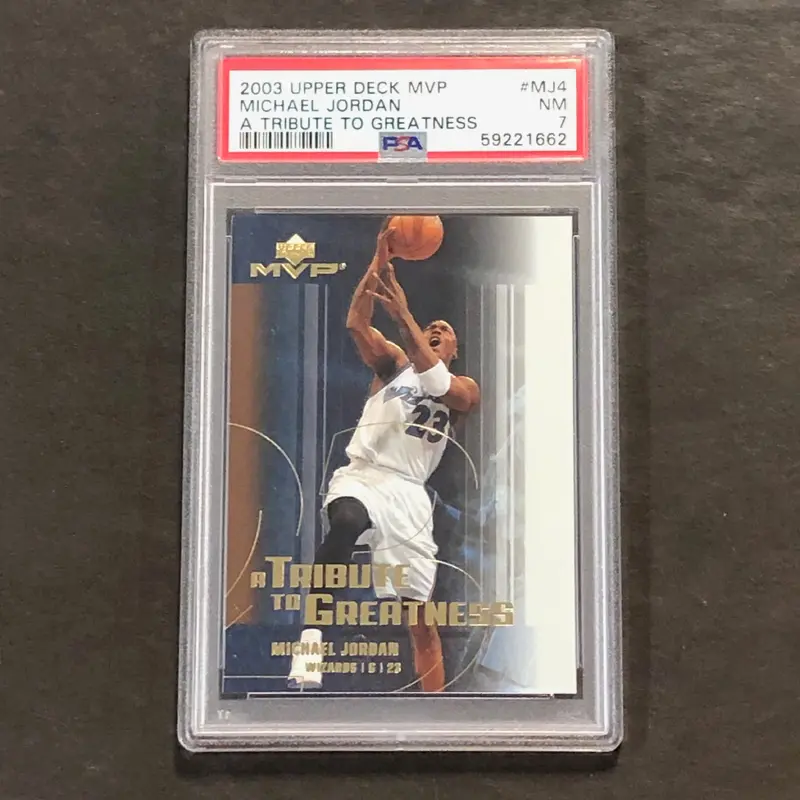 2003 UPPER DECK MVP #MJ4
MICHAEL JORDAN NM
A TRIBUTE TO GREATNESS 7
PSA 59221662
UPPER DECK
MVP
23
A TRIBUTE
TO GREATNESS
MICHAEL JORDAN
WIZARDS | G | 23